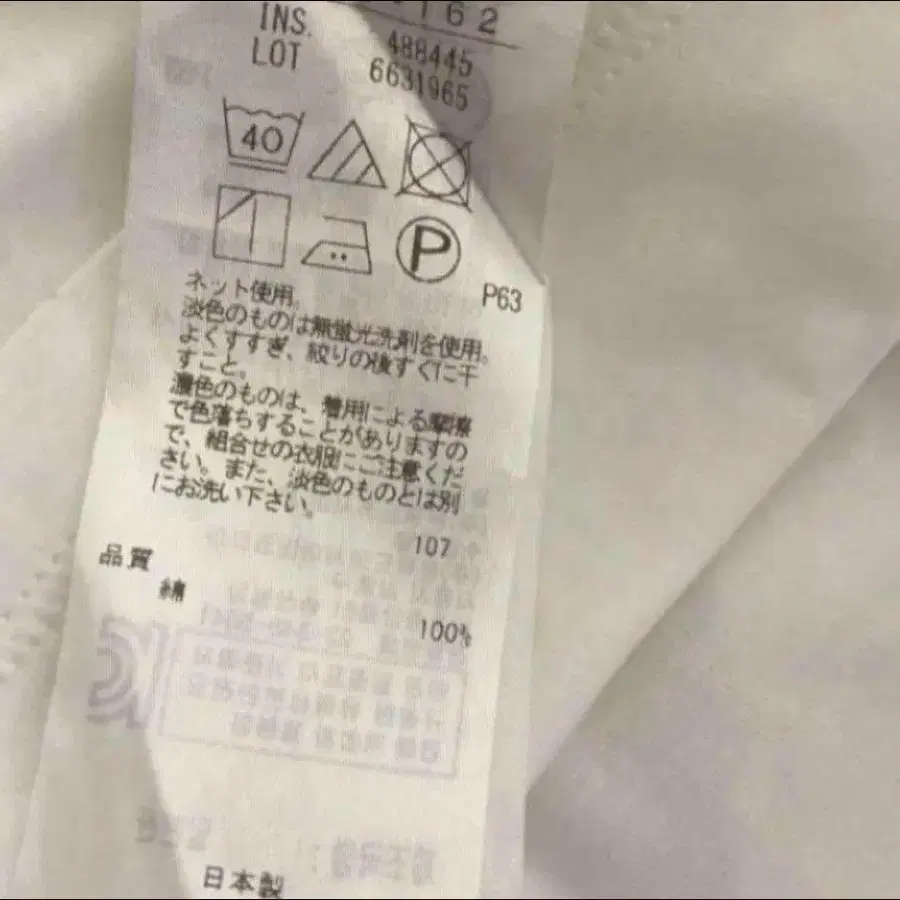 162
INS. 488445
LOT 6631965
40
P
P63
ネット使用。
淡色のものは無蛍光洗剤を使用。
よくすすぎ、絞りの後すぐに干
すこと。
濃色のものは、着用による摩擦
で色落ちすることがありますの
で、組合せの衣服にご注意くだ
さい。また、淡色のものとは別
にお洗い下さい。
107
品質
綿 100%
日本製